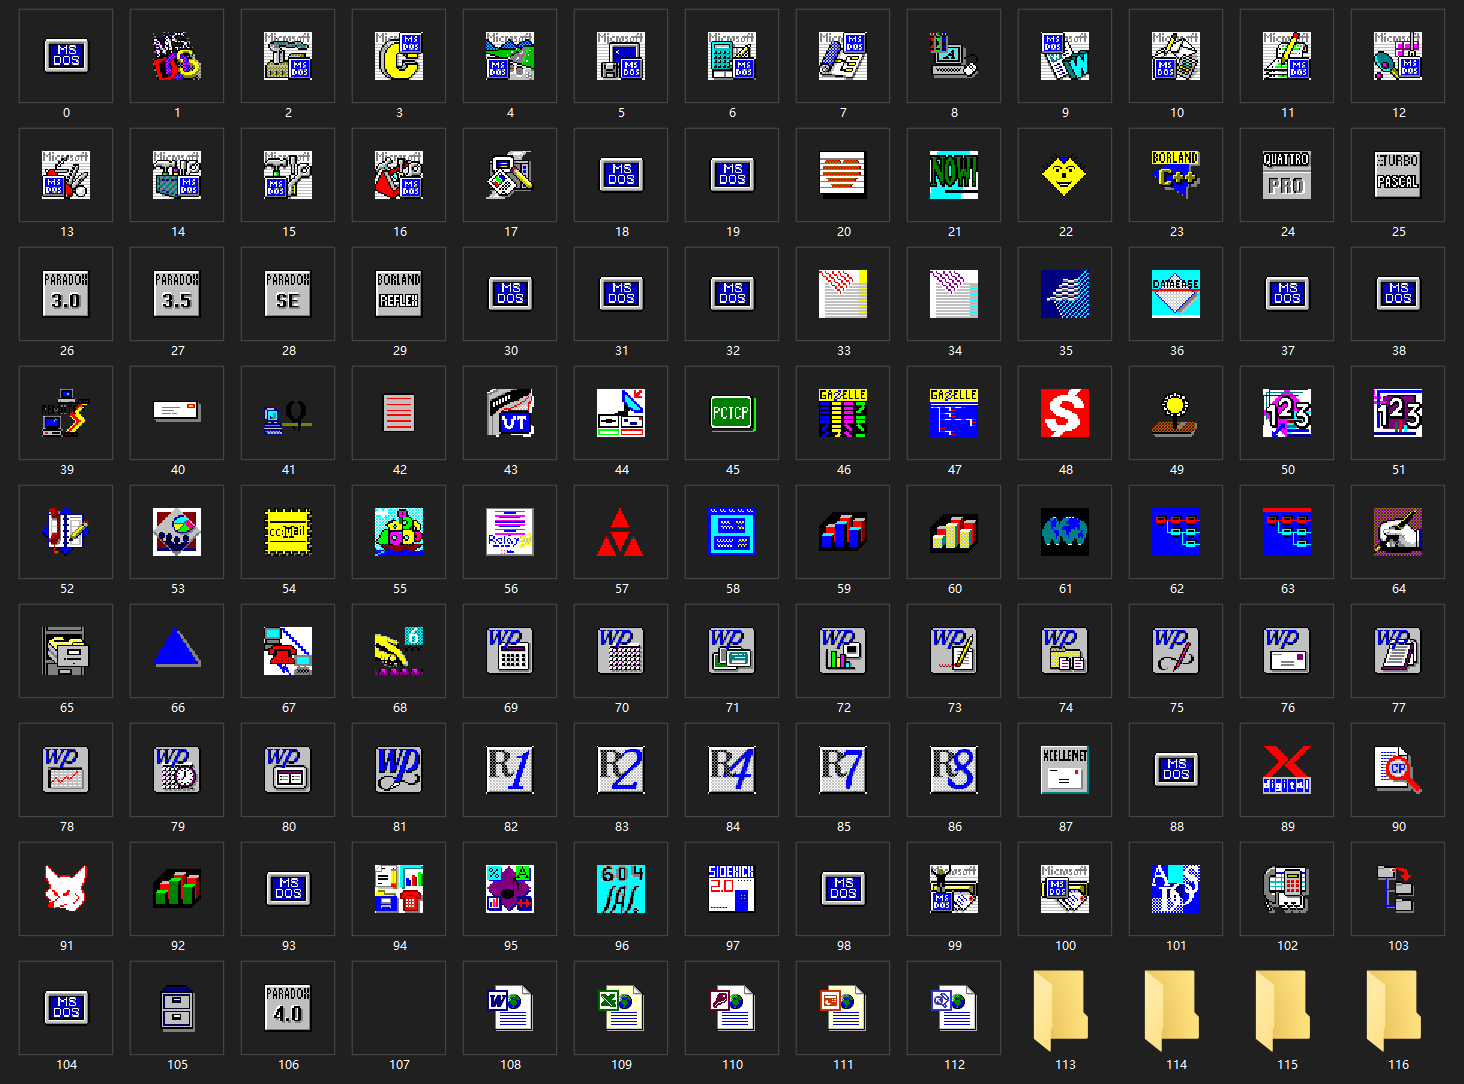 MS DOS
MS DOS
Microsoft MS DOS
C MS DOS
Microsoft MS DOS
Microsoft MS DOS
Microsoft MS DOS
MS DOS
MS DOS W
Microsoft MS DOS
Microsoft MS DOS
Microsoft MS DOS
0 1 2 3 4 5 6 7 8 9 10 11 12
Microsoft MS DOS
Microsoft MS DOS
Microsoft MS DOS
Microsoft MS DOS
MS DOS
MS DOS
NOW!
BORLAND C++
QUATTRO PRO
TURBO PASCAL
13 14 15 16 17 18 19 20 21 22 23 24 25
PARADOX 3.0
PARADOX 3.5
PARADOX SE
BORLAND REFLEX
MS DOS
MS DOS
MS DOS
DATABASE
MS DOS
MS DOS
26 27 28 29 30 31 32 33 34 35 36 37 38
VT
PCTCP
GAZELLE
GAZELLE
$
123
123
39 40 41 42 43 44 45 46 47 48 49 50 51
cc:Mail
Relay
52 53 54 55 56 57 58 59 60 61 62 63 64
6
WP
WP
WP
WP
WP
WP
WP
WP
WP
65 66 67 68 69 70 71 72 73 74 75 76 77
WP
WP
WP
WP
R1
R2
R4
R7
R8
XCELLENET
MS DOS
X digital
CP
78 79 80 81 82 83 84 85 86 87 88 89 90
MS DOS
% A
604
SIDEKICK 2.0
MS DOS
Microsoft MS DOS
Microsoft MS DOS
91 92 93 94 95 96 97 98 99 100 101 102 103
MS DOS
PARADOX 4.0
W
X
104 105 106 107 108 109 110 111 112 113 114 115 116